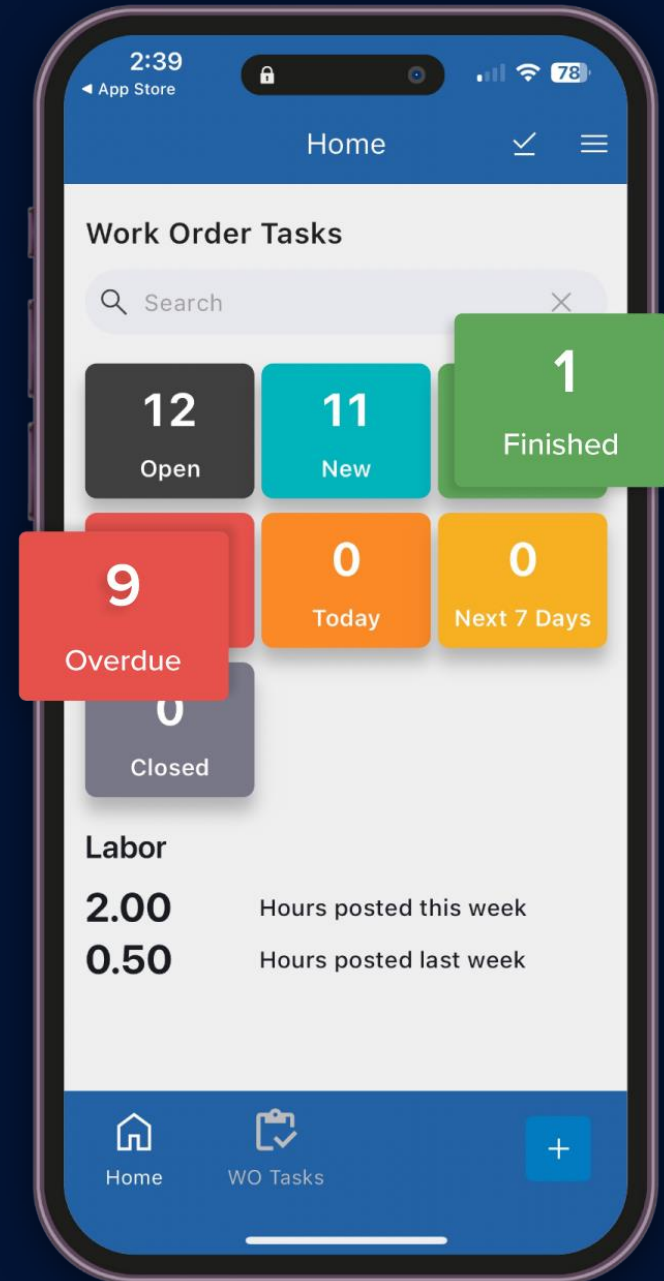 2:39
◀ App Store
78
Home
Work Order Tasks
Search
12
Open
11
New
1
Finished
9
Overdue
0
Today
0
Next 7 Days
0
Closed
Labor
2.00 Hours posted this week
0.50 Hours posted last week
Home
WO Tasks
+